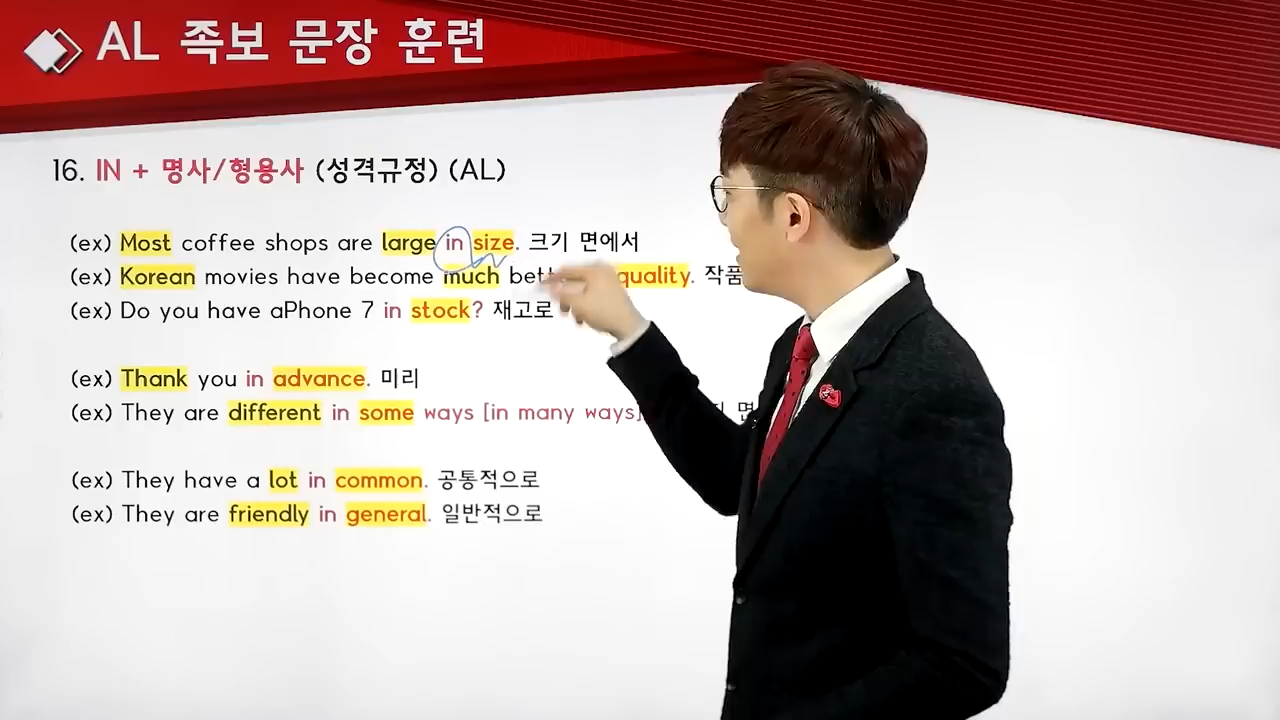 AL 족보 문장 훈련
16. IN + 명사/형용사 (성격규정) (AL)
(ex) Most coffee shops are large in size. 크기 면에서
(ex) Korean movies have become much quality.
(ex) Do you have aPhone 7 in stock? 재고로
(ex) Thank you in advance. 미리
(ex) They are different in some ways [in many ways]
(ex) They have a lot in common. 공통적으로
(ex) They are friendly in general. 일반적으로